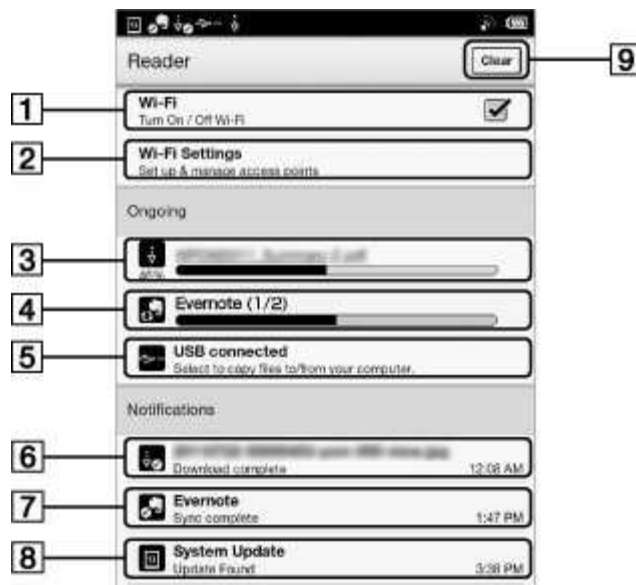 Reader
Clear
9
1
Wi-Fi
Turn On / Off Wi-Fi
2
Wi-Fi Settings
Set up & manage access points
Ongoing
3
4
Evernote (1/2)
5
USB connected
Select to copy files to/from your computer.
Notifications
6
Download complete
12:08 AM
7
Evernote
Sync complete
1:47 PM
8
System Update
Update Found
3:38 PM